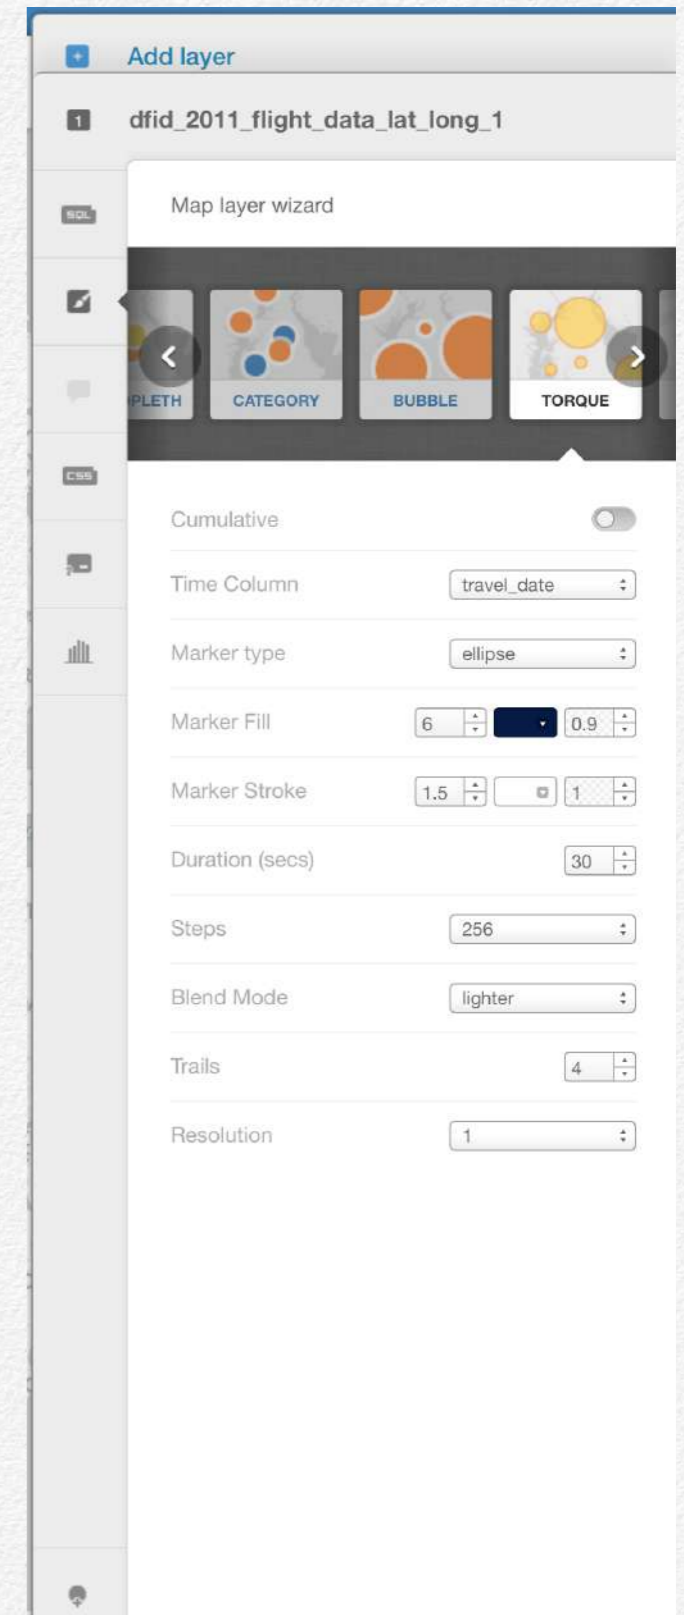 Add layer
1
dfid_2011_flight_data_lat_long_1
SQL
Map layer wizard
PLETH
CATEGORY
BUBBLE
TORQUE
CSS
Cumulative
Time Column travel_date
Marker type ellipse
Marker Fill 6 0.9
Marker Stroke 1.5 1
Duration (secs) 30
Steps 256
Blend Mode lighter
Trails 4
Resolution 1